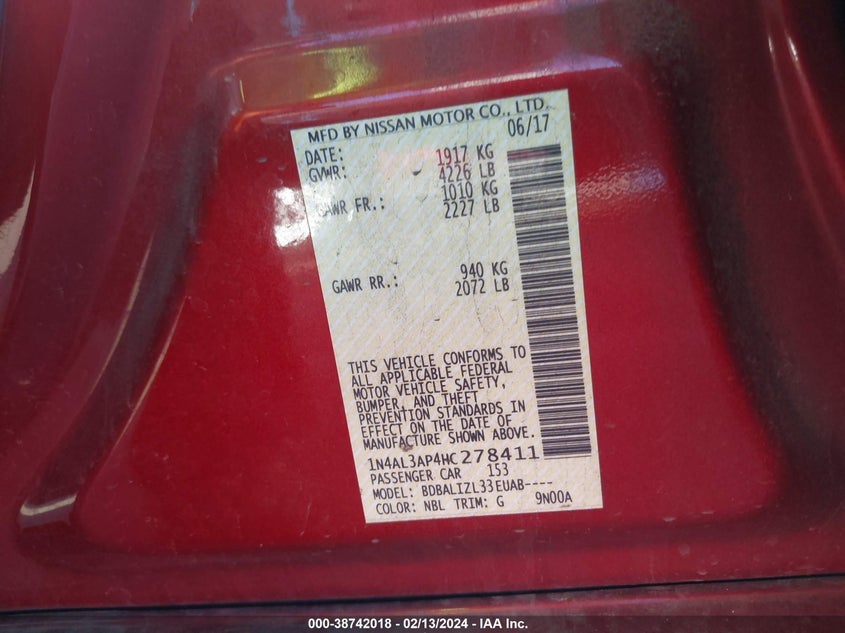 MFD BY NISSAN MOTOR CO., LTD.
DATE: 06/17
GVWR: 1917 KG
4226 LB
GAWR FR.: 1010 KG
2227 LB
GAWR RR.: 940 KG
2072 LB
THIS VEHICLE CONFORMS TO
ALL APPLICABLE FEDERAL
MOTOR VEHICLE SAFETY,
BUMPER, AND THEFT
PREVENTION STANDARDS IN
EFFECT ON THE DATE OF
MANUFACTURE SHOWN ABOVE.
1N4AL3AP4HC278411
PASSENGER CAR 153
MODEL: BDBALIZL33EUAB----
COLOR: NBL TRIM: G 9N00A
000-38742018 - 02/13/2024 - IAA Inc.